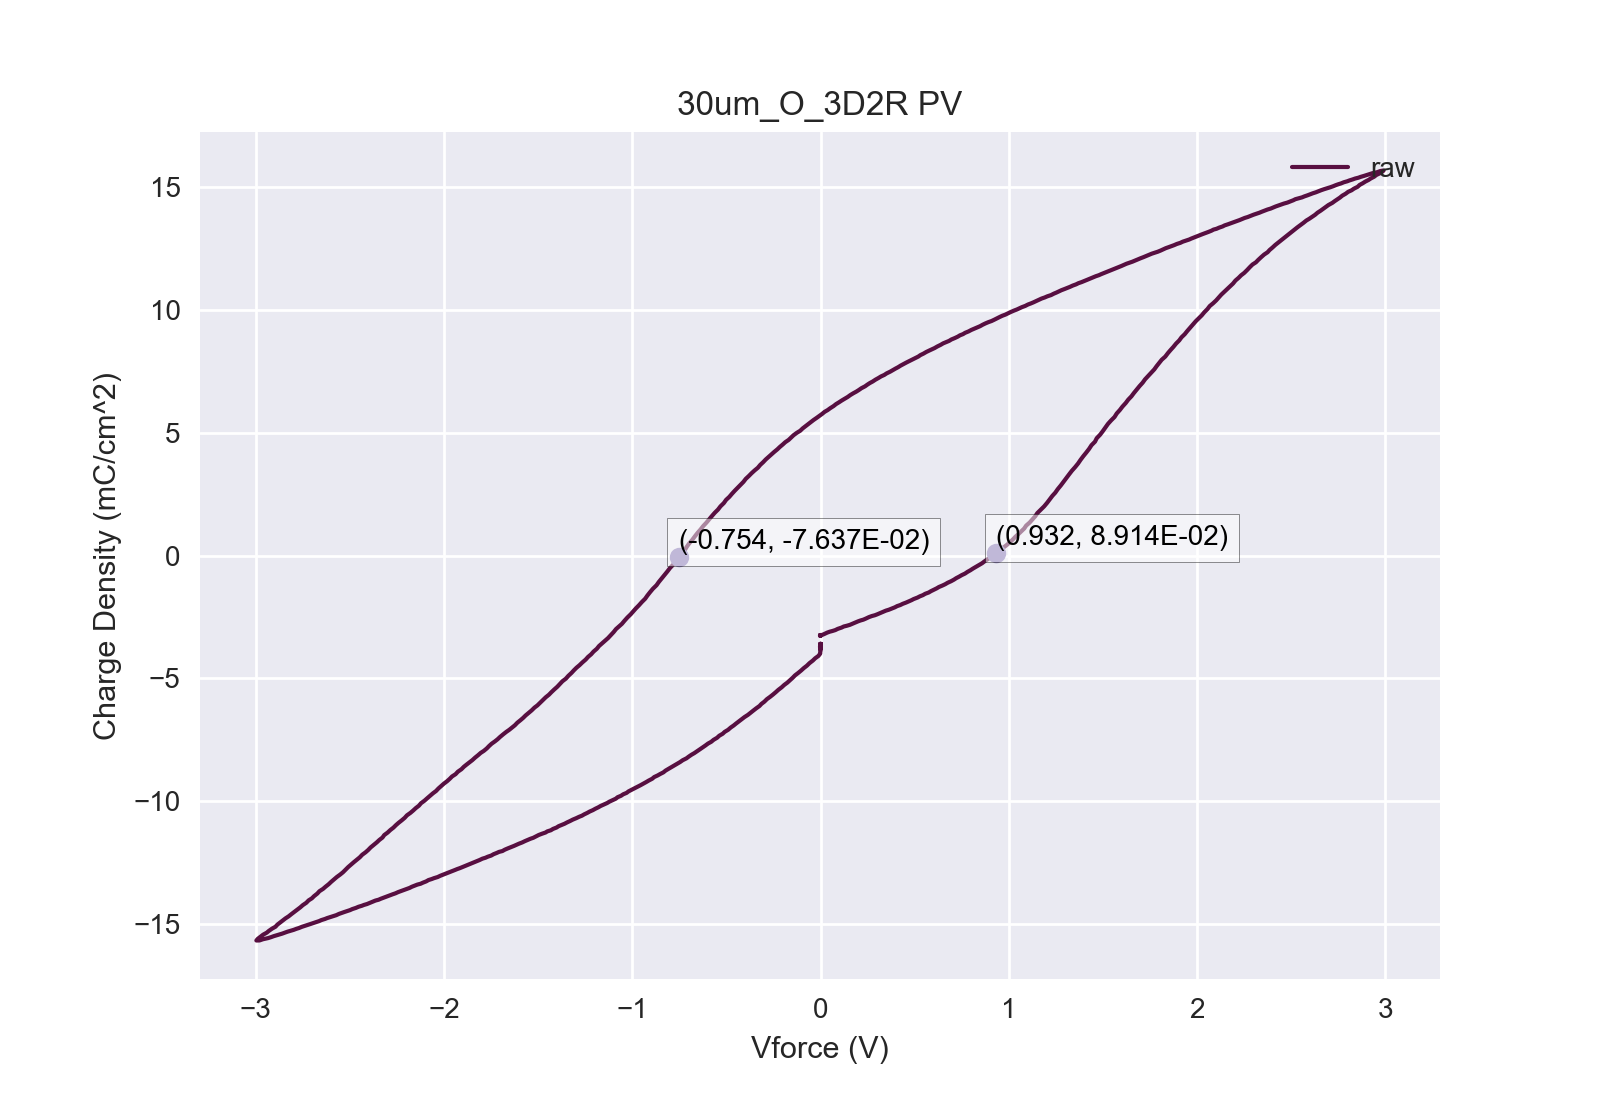 30um_O_3D2R PV
raw
15
10
5
0
−5
−10
−15
Charge Density (mC/cm^2)
(-0.754, -7.637E-02)
(0.932, 8.914E-02)
−3
−2
−1
0
1
2
3
Vforce (V)